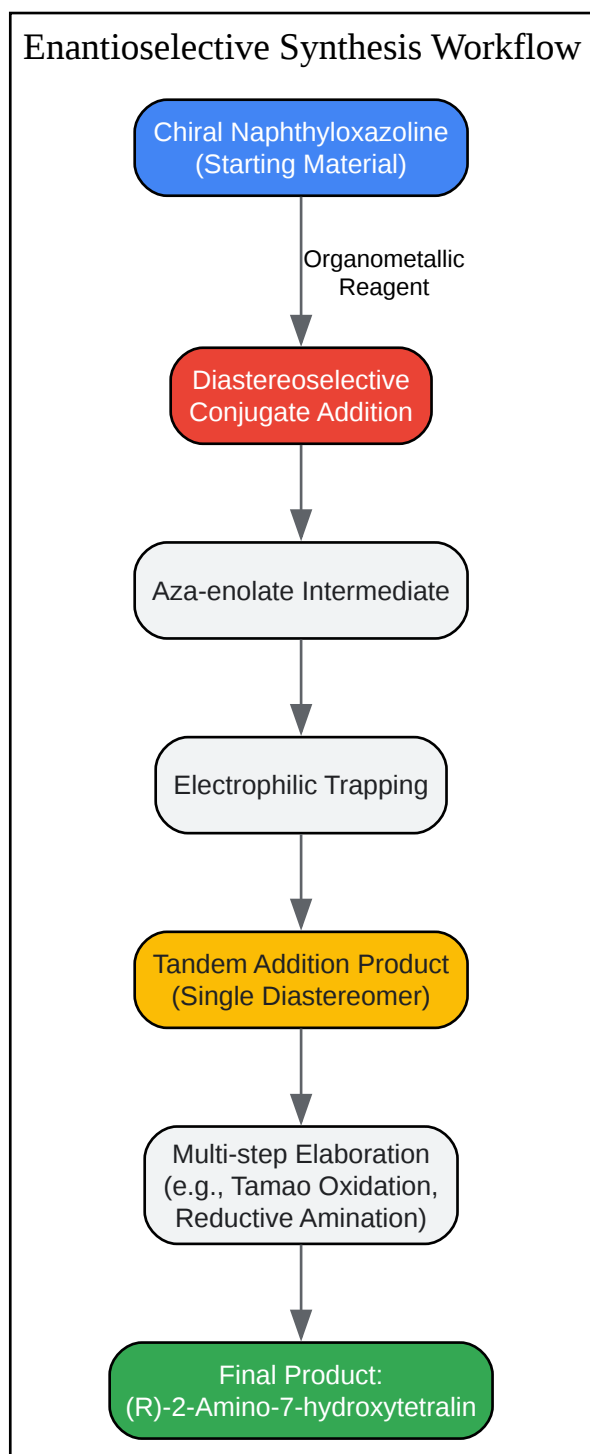 Enantioselective Synthesis Workflow
Chiral Naphthyloxazoline
(Starting Material)
Organometallic
Reagent
Diastereoselective
Conjugate Addition
Aza-enolate Intermediate
Electrophilic Trapping
Tandem Addition Product
(Single Diastereomer)
Multi-step Elaboration
(e.g., Tamao Oxidation,
Reductive Amination)
Final Product:
(R)-2-Amino-7-hydroxytetralin